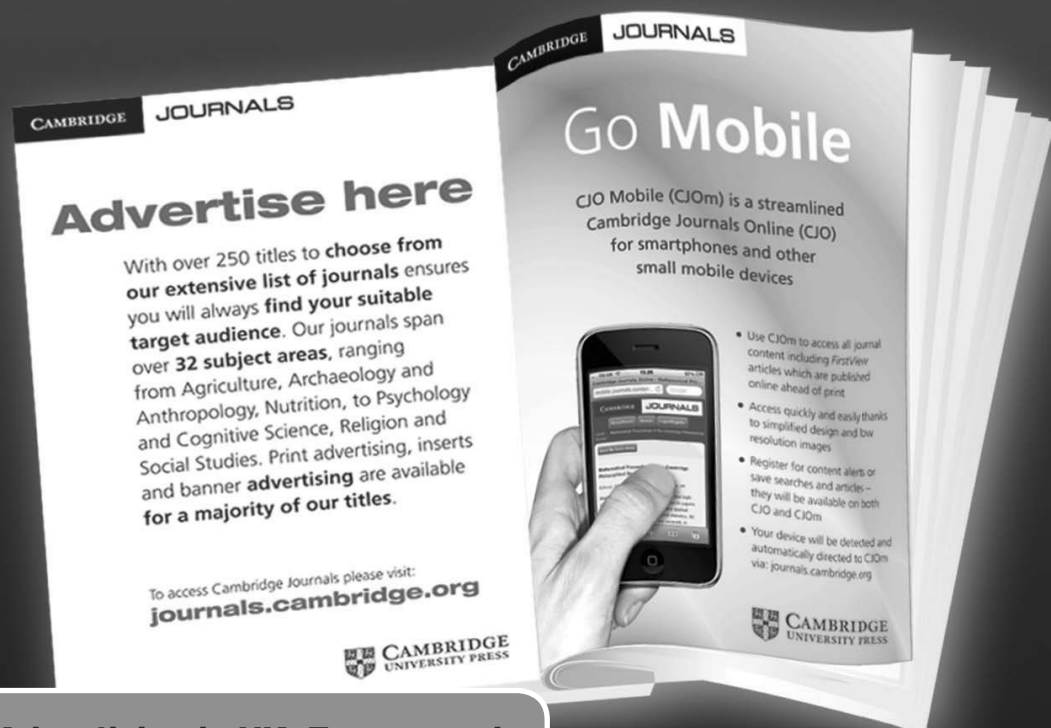 CAMBRIDGE JOURNALS
Advertise here
With over 250 titles to choose from
our extensive list of journals ensures
you will always find your suitable
target audience. Our journals span
over 32 subject areas, ranging
from Agriculture, Archaeology and
Anthropology, Nutrition, to Psychology
and Cognitive Science, Religion and
Social Studies. Print advertising, inserts
and banner advertising are available
for a majority of our titles.
To access Cambridge Journals please visit:
journals.cambridge.org
CAMBRIDGE
UNIVERSITY PRESS
CAMBRIDGE JOURNALS
Go Mobile
CJO Mobile (CJOm) is a streamlined
Cambridge Journals Online (CJO)
for smartphones and other
small mobile devices
CAMBRIDGE JOURNALS
• Use CJOm to access all journal
content including FirstView
articles which are published
online ahead of print
• Access quickly and easily thanks
to simplified design and low
resolution images
• Register for content alerts or
save searches and articles –
they will be available on both
CJO and CJOm
• Your device will be detected and
automatically directed to CJOm
via: journals.cambridge.org
CAMBRIDGE
UNIVERSITY PRESS